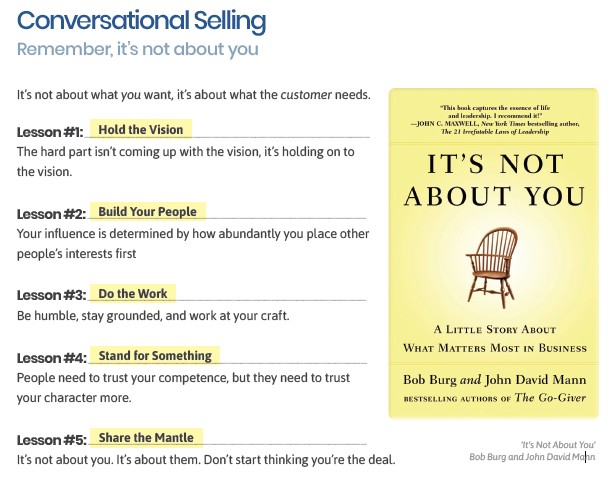 Conversational Selling
Remember, it's not about you
It's not about what you want, it's about what the customer needs.
Lesson #1: Hold the Vision
The hard part isn't coming up with the vision, it's holding on to
the vision.
Lesson #2: Build Your People
Your influence is determined by how abundantly you place other
people's interests first
Lesson #3: Do the Work
Be humble, stay grounded, and work at your craft.
Lesson #4: Stand for Something
People need to trust your competence, but they need to trust
your character more.
Lesson #5: Share the Mantle
It's not about you. It's about them. Don't start thinking you're the deal.
"This book captures the essence of life
and leadership. I recommend it!"
—JOHN C. MAXWELL, New York Times bestselling author,
The 21 Irrefutable Laws of Leadership
IT'S NOT
ABOUT YOU
A LITTLE STORY ABOUT
WHAT MATTERS MOST IN BUSINESS
Bob Burg and John David Mann
BESTSELLING AUTHORS OF The Go-Giver
'It's Not About You'
Bob Burg and John David Mann